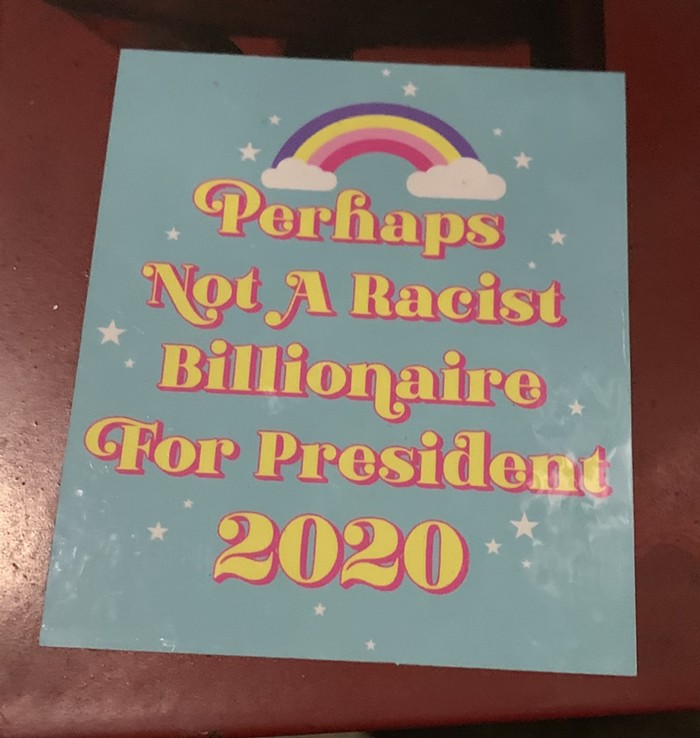 Perhaps
Not A Racist
Billionaire
For President
2020